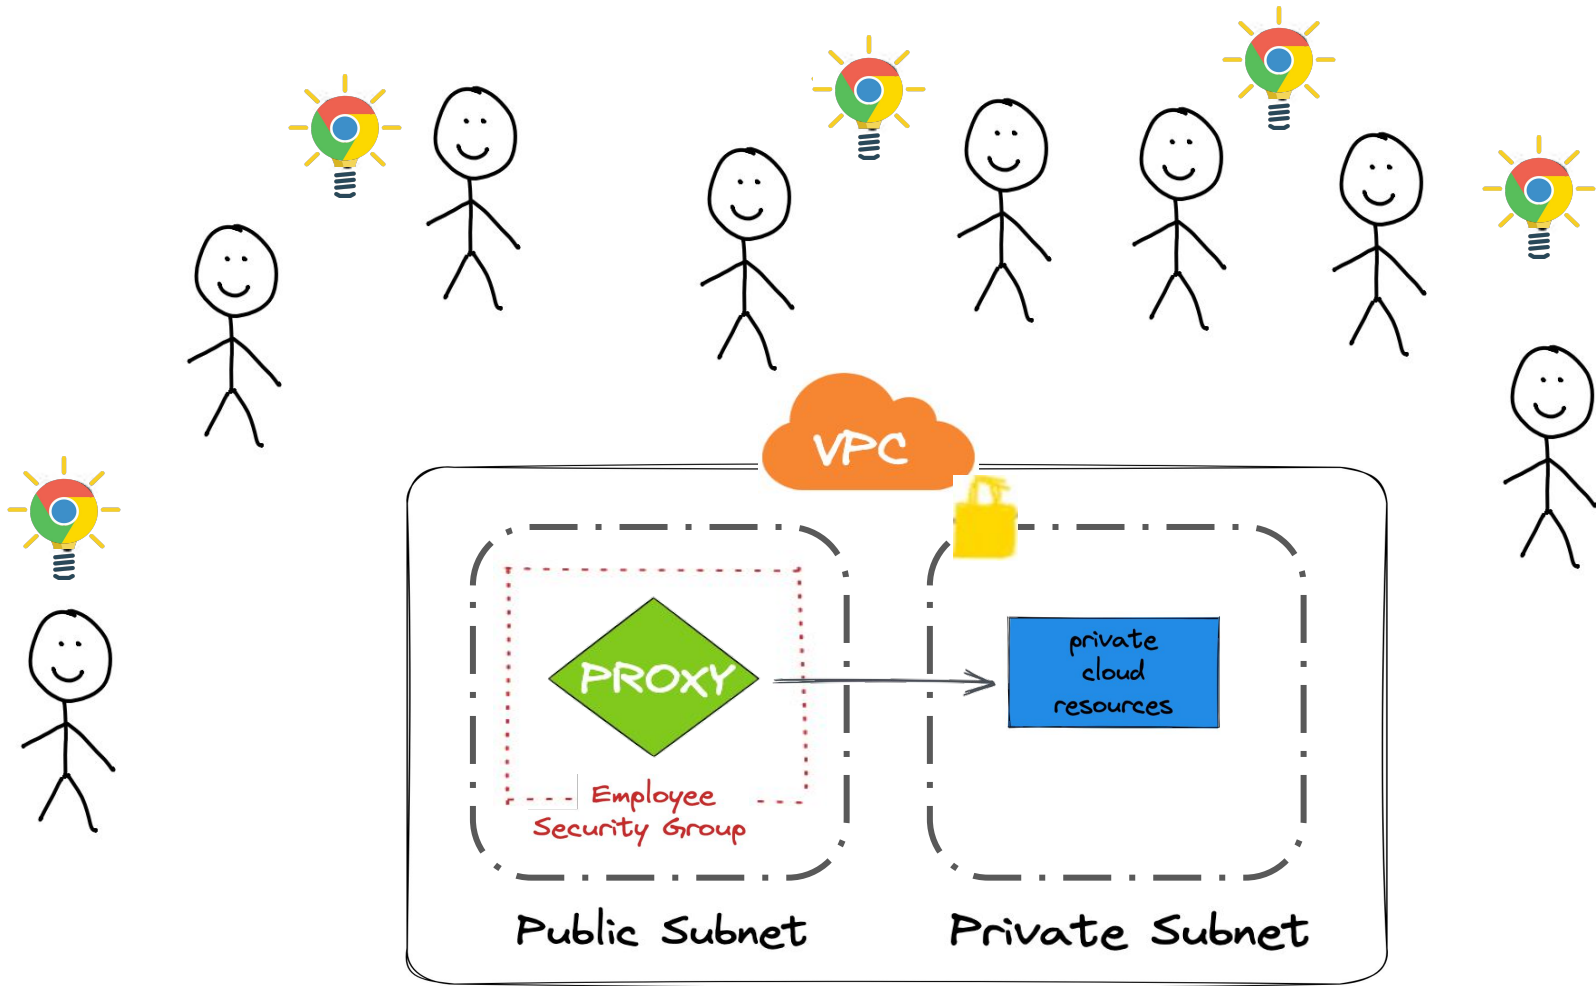 VPC
PROXY
private
cloud
resources
Employee
Security Group
Public Subnet
Private Subnet